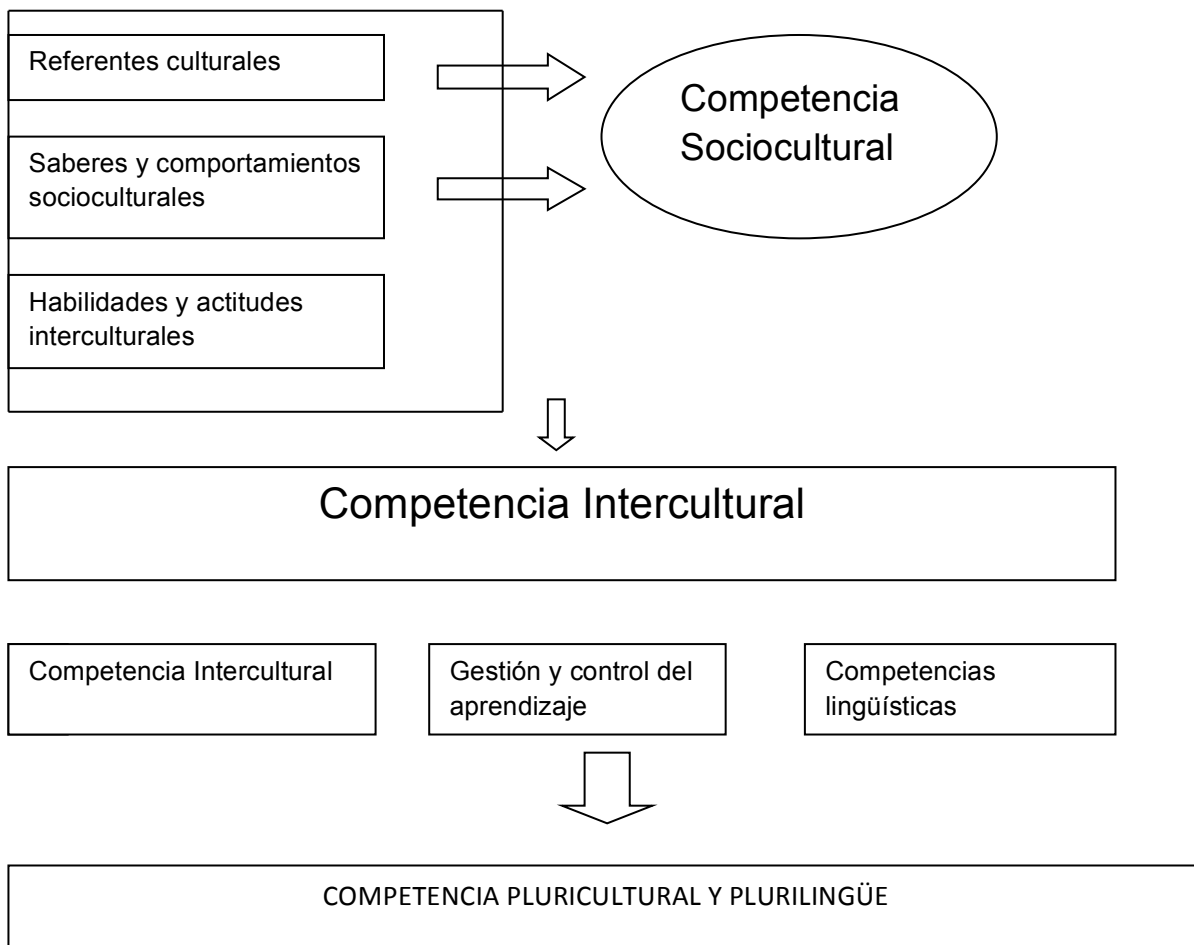 Referentes culturales
Competencia
Sociocultural
Saberes y comportamientos
socioculturales
Habilidades y actitudes
interculturales
Competencia Intercultural
Competencia Intercultural
Gestión y control del
aprendizaje
Competencias
lingüísticas
COMPETENCIA PLURICULTURAL Y PLURILINGÜE